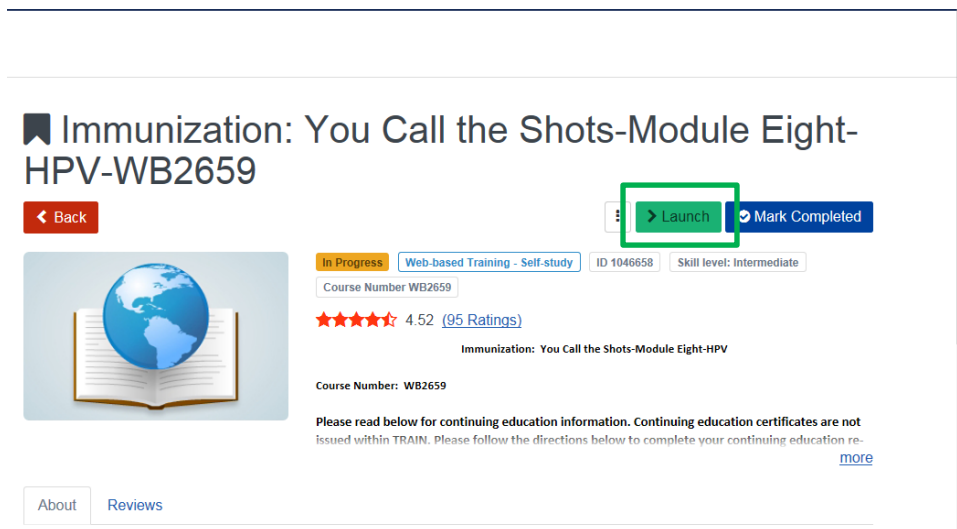 Immunization: You Call the Shots-Module Eight-
HPV-WB2659
Back
Launch
Mark Completed
In Progress
Web-based Training - Self-study
ID 1046658
Skill level: Intermediate
Course Number WB2659
4.52 (95 Ratings)
Immunization: You Call the Shots-Module Eight-HPV
Course Number: WB2659
Please read below for continuing education information. Continuing education certificates are not
issued within TRAIN. Please follow the directions below to complete your continuing education re-
more
About
Reviews